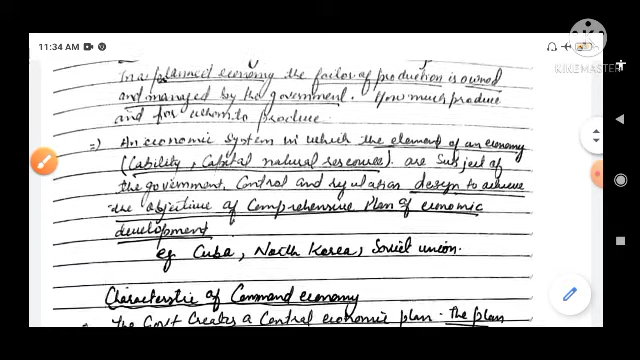 11:34 AM
KINEMASTER
In a planned economy the factor of production is owned
and managed by the government. How much produce
and for whom to produce.
=) An economic System in which the element of an economy
(Lability, Capital natural resources). are Subject of
the government Control and regulation design to achieve
the objective of Comprehensive Plan of economic
development
eg Cuba, North Korea, Soviet union.
Characterstic of Command economy
The Govt Creates a Central economic plan. The plan